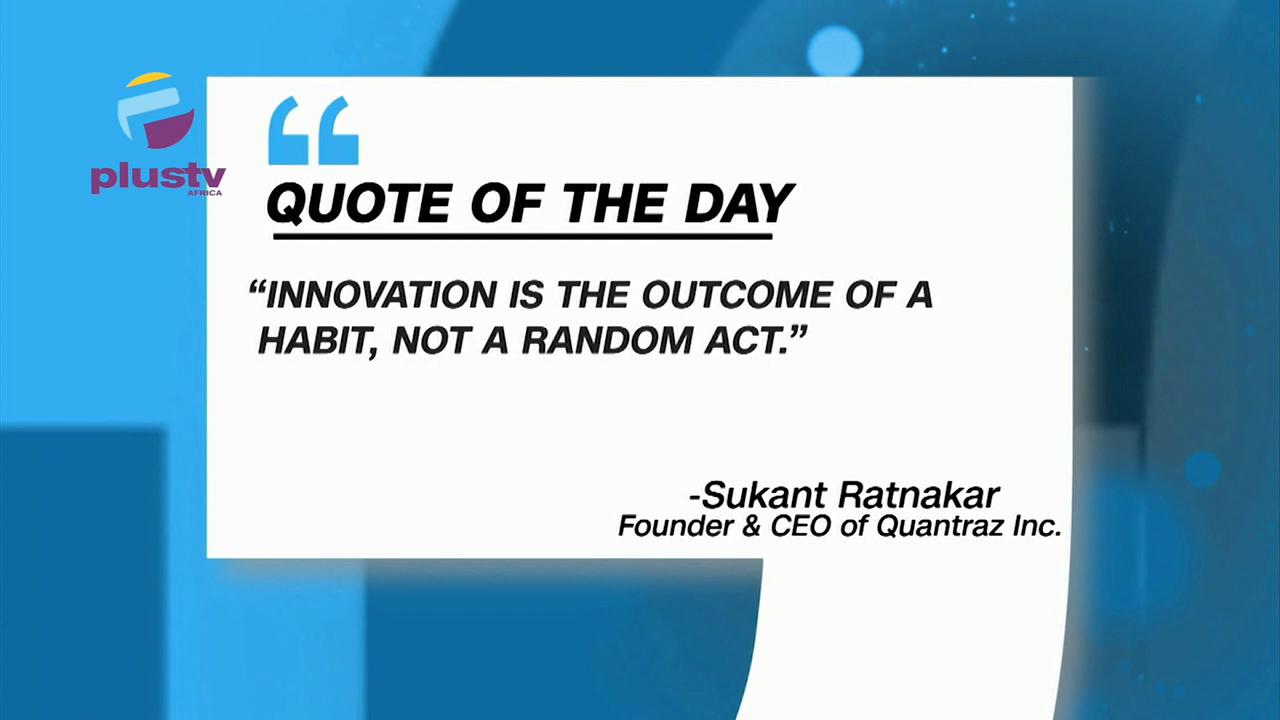 plustv
AFRICA
QUOTE OF THE DAY
“INNOVATION IS THE OUTCOME OF A
HABIT, NOT A RANDOM ACT.”
-Sukant Ratnakar
Founder & CEO of Quantraz Inc.